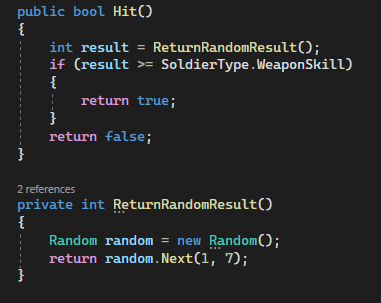 public bool Hit()
{
    int result = ReturnRandomResult();
    if (result >= SoldierType.WeaponSkill)
    {
        return true;
    }
    return false;
}
2 references
private int ReturnRandomResult()
{
    Random random = new Random();
    return random.Next(1, 7);
}